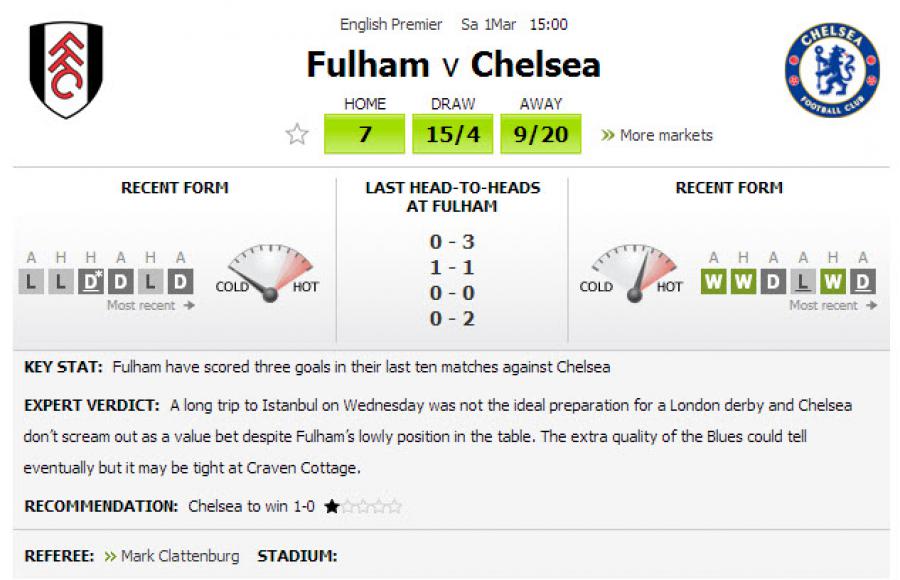 English Premier Sa 1Mar 15:00
Fulham v Chelsea
HOME DRAW AWAY
7 15/4 9/20 » More markets
FFC
CHELSEA
FOOTBALL CLUB
RECENT FORM
A H H A H A
L L D* D L D
Most recent →
COLD HOT
LAST HEAD-TO-HEADS
AT FULHAM
0 - 3
1 - 1
0 - 0
0 - 2
RECENT FORM
COLD HOT
A H A A H A
W W D L W D
Most recent →
KEY STAT: Fulham have scored three goals in their last ten matches against Chelsea
EXPERT VERDICT: A long trip to Istanbul on Wednesday was not the ideal preparation for a London derby and Chelsea
don't scream out as a value bet despite Fulham's lowly position in the table. The extra quality of the Blues could tell
eventually but it may be tight at Craven Cottage.
RECOMMENDATION: Chelsea to win 1-0 ★☆☆☆☆
REFEREE: » Mark Clattenburg STADIUM: